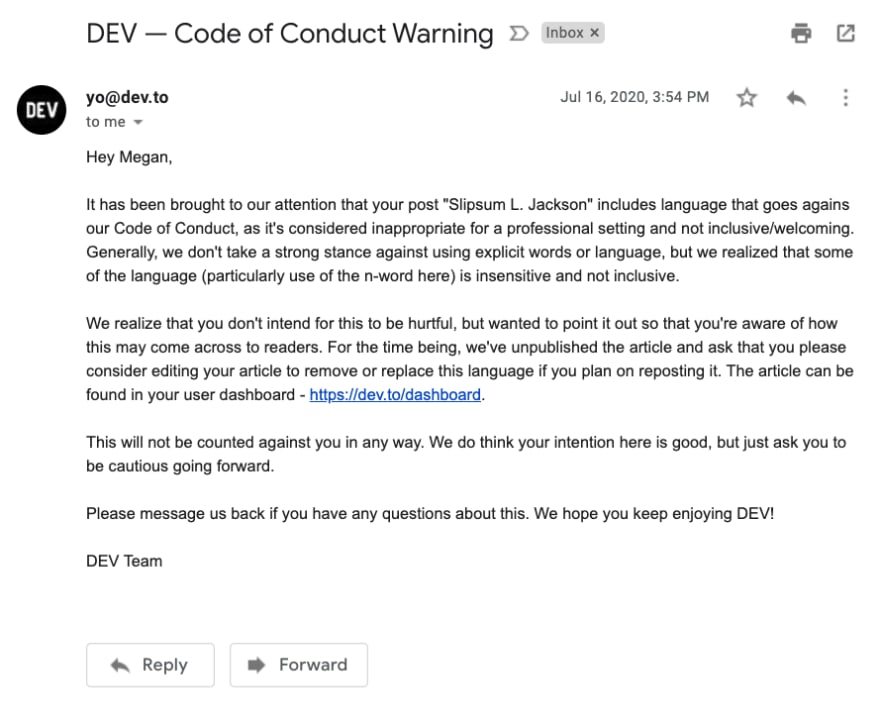 DEV — Code of Conduct Warning
Inbox ×
DEV
yo@dev.to
Jul 16, 2020, 3:54 PM
to me
Hey Megan,
It has been brought to our attention that your post "Slipsum L. Jackson" includes language that goes agains
our Code of Conduct, as it's considered inappropriate for a professional setting and not inclusive/welcoming.
Generally, we don't take a strong stance against using explicit words or language, but we realized that some
of the language (particularly use of the n-word here) is insensitive and not inclusive.
We realize that you don't intend for this to be hurtful, but wanted to point it out so that you're aware of how
this may come across to readers. For the time being, we've unpublished the article and ask that you please
consider editing your article to remove or replace this language if you plan on reposting it. The article can be
found in your user dashboard - https://dev.to/dashboard.
This will not be counted against you in any way. We do think your intention here is good, but just ask you to
be cautious going forward.
Please message us back if you have any questions about this. We hope you keep enjoying DEV!
DEV Team
Reply
Forward